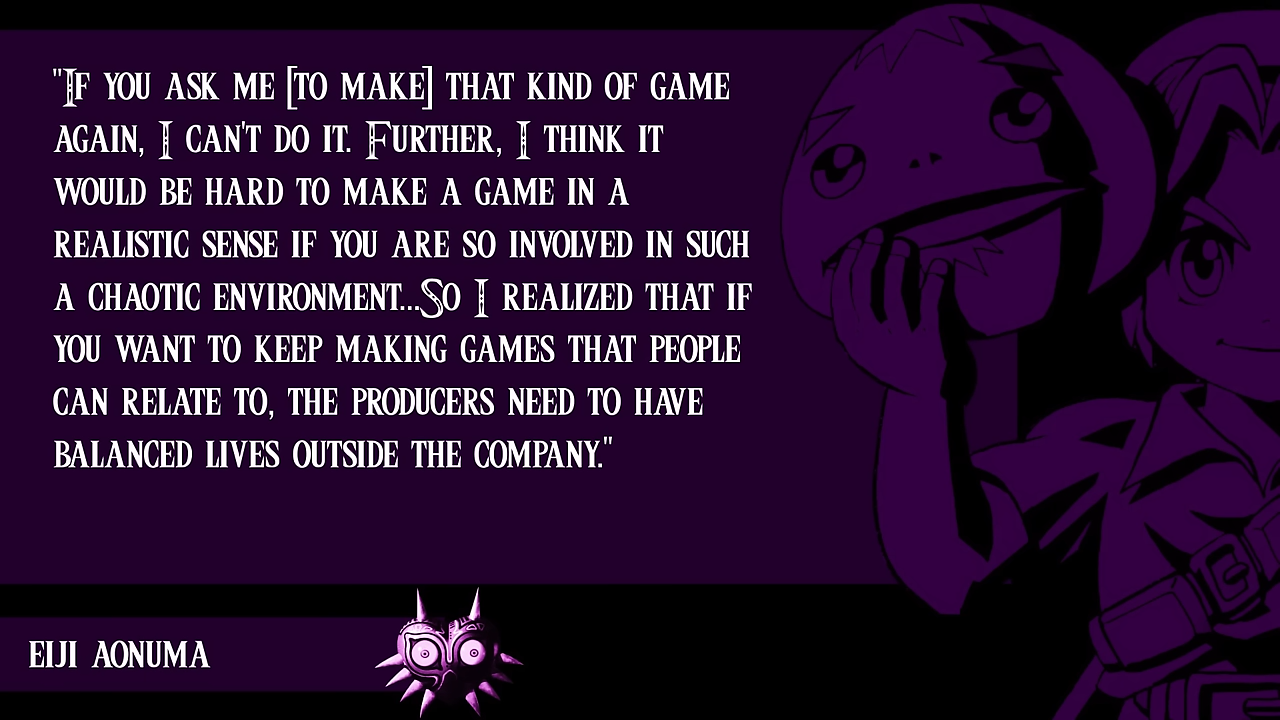 "If you ask me [to make] that kind of game
again, I can't do it. Further, I think it
would be hard to make a game in a
realistic sense if you are so involved in such
a chaotic environment...So I realized that if
you want to keep making games that people
can relate to, the producers need to have
balanced lives outside the company."
Eiji Aonuma